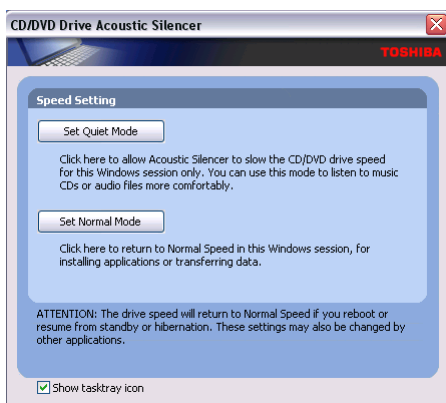 CD/DVD Drive Acoustic Silencer
TOSHIBA
Speed Setting
Set Quiet Mode
Click here to allow Acoustic Silencer to slow the CD/DVD drive speed
for this Windows session only. You can use this mode to listen to music
CDs or audio files more comfortably.
Set Normal Mode
Click here to return to Normal Speed in this Windows session, for
installing applications or transferring data.
ATTENTION: The drive speed will return to Normal Speed if you reboot or
resume from standby or hibernation. These settings may also be changed by
other applications.
Show tasktray icon